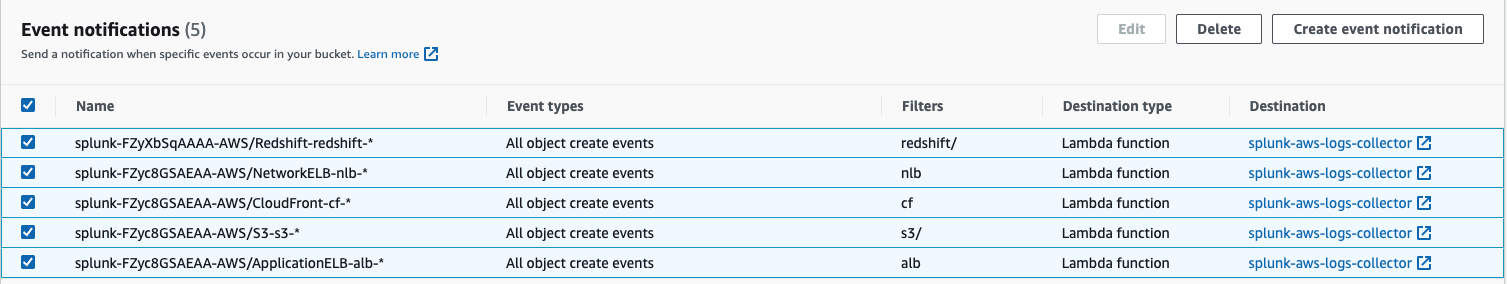 Event notifications (5)
Edit
Delete
Create event notification
Send a notification when specific events occur in your bucket. Learn more
Name Event types Filters Destination type Destination
splunk-FZyXbSqAAAA-AWS/Redshift-redshift-* All object create events redshift/ Lambda function splunk-aws-logs-collector
splunk-FZyc8GSAEAA-AWS/NetworkELB-nlb-* All object create events nlb Lambda function splunk-aws-logs-collector
splunk-FZyc8GSAEAA-AWS/CloudFront-cf-* All object create events cf Lambda function splunk-aws-logs-collector
splunk-FZyc8GSAEAA-AWS/S3-s3-* All object create events s3/ Lambda function splunk-aws-logs-collector
splunk-FZyc8GSAEAA-AWS/ApplicationELB-alb-* All object create events alb Lambda function splunk-aws-logs-collector